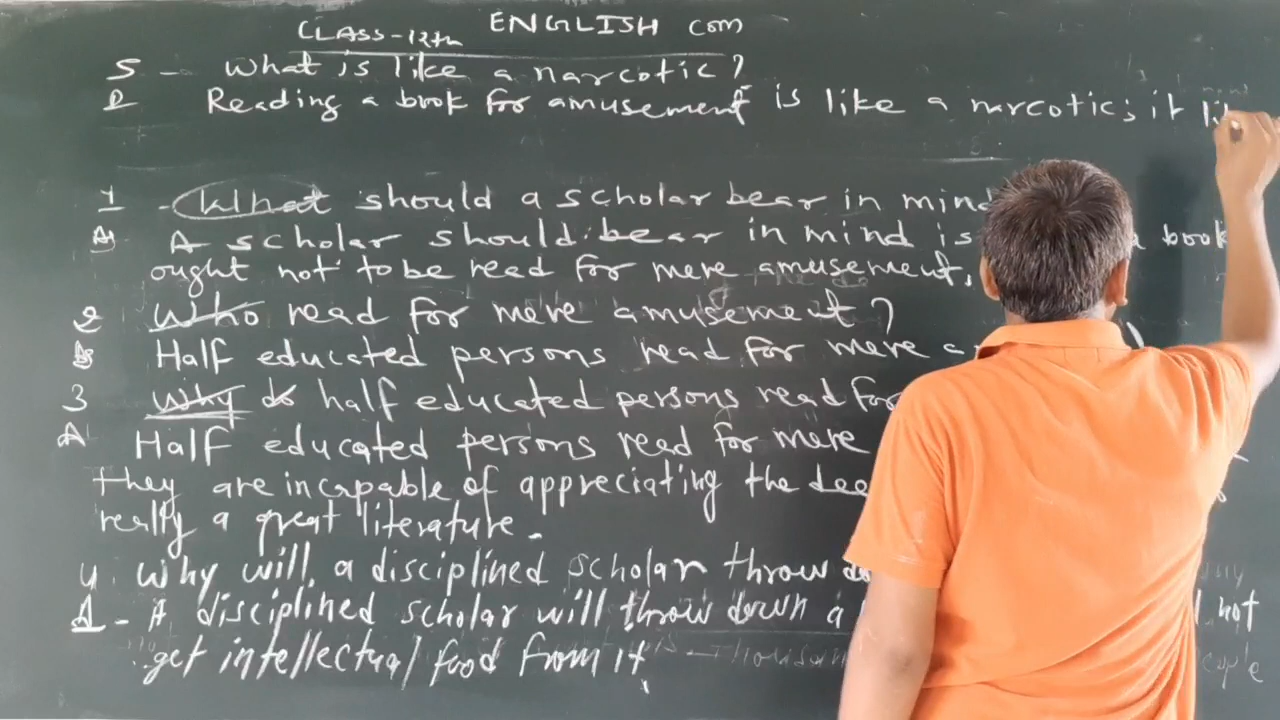 CLASS-12th ENGLISH COM
5 - What is like a narcotic?
Reading a book for amusement is like a narcotic; it
1 - What should a scholar bear in mind
A A scholar should bear in mind is a book
ought not to be read for mere amusement.
2 Who read for mere amusement?
Half educated persons read for mere
3 Why do half educated persons read for
A Half educated persons read for mere
they are incapable of appreciating the
really a great literature.
4. Why will a disciplined scholar throw
A - A disciplined scholar will throw down a not
get intellectual food from it.